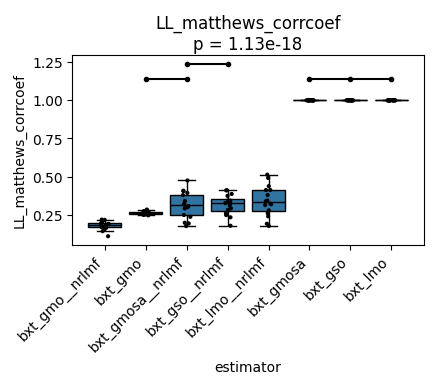 LL_matthews_corrcoef
p = 1.13e-18
LL_matthews_corrcoef
1.25
1.00
0.75
0.50
0.25
bxt_gmo__nrlmf
bxt_gmo
bxt_gmosa__nrlmf
bxt_gso__nrlmf
bxt_lmo__nrlmf
bxt_gmosa
bxt_gso
bxt_lmo
estimator